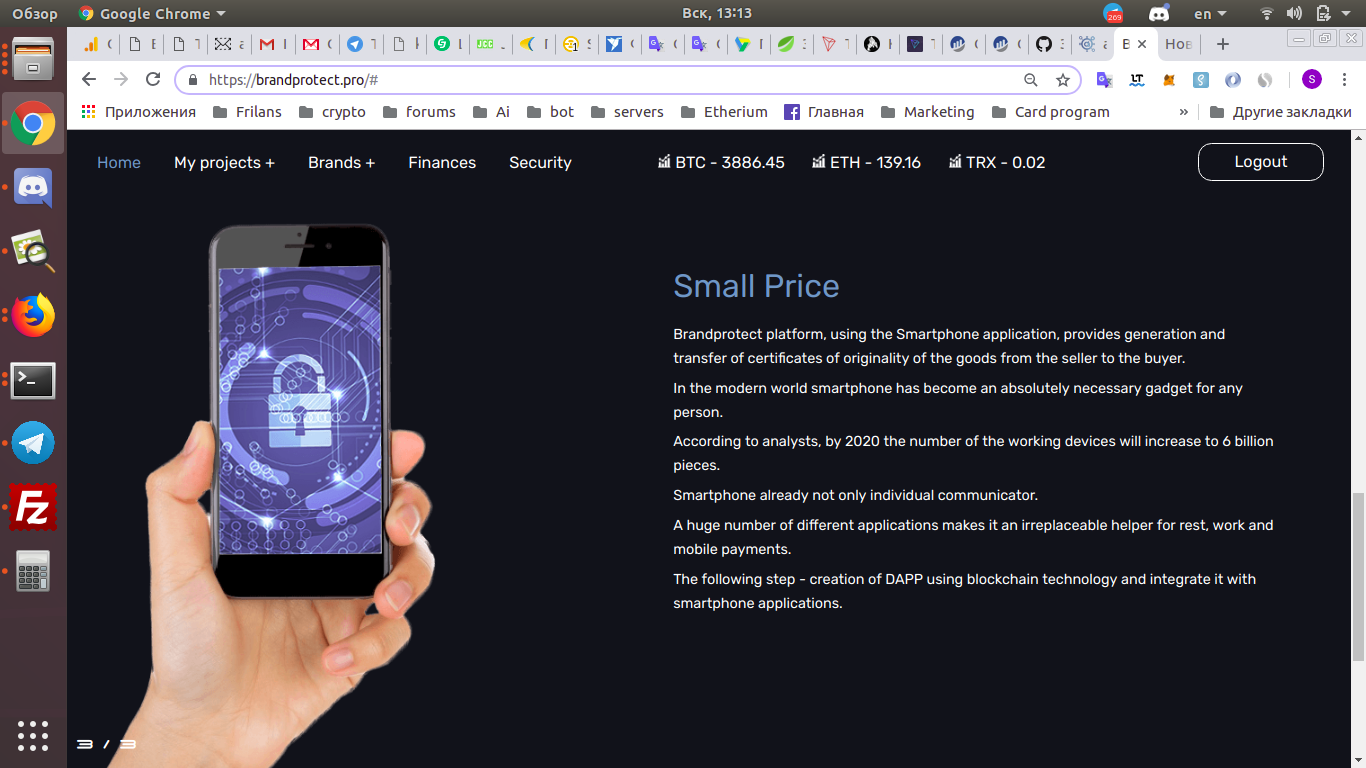 Обзор Google Chrome Вск, 13:13 269 en
https://brandprotect.pro/#
Приложения Frilans crypto forums Ai bot servers Etherium Главная Marketing Card program » Другие закладки
Home My projects + Brands + Finances Security BTC - 3886.45 ETH - 139.16 TRX - 0.02 Logout
Small Price
Brandprotect platform, using the Smartphone application, provides generation and
transfer of certificates of originality of the goods from the seller to the buyer.
In the modern world smartphone has become an absolutely necessary gadget for any
person.
According to analysts, by 2020 the number of the working devices will increase to 6 billion
pieces.
Smartphone already not only individual communicator.
A huge number of different applications makes it an irreplaceable helper for rest, work and
mobile payments.
The following step - creation of DAPP using blockchain technology and integrate it with
smartphone applications.
3 / 3